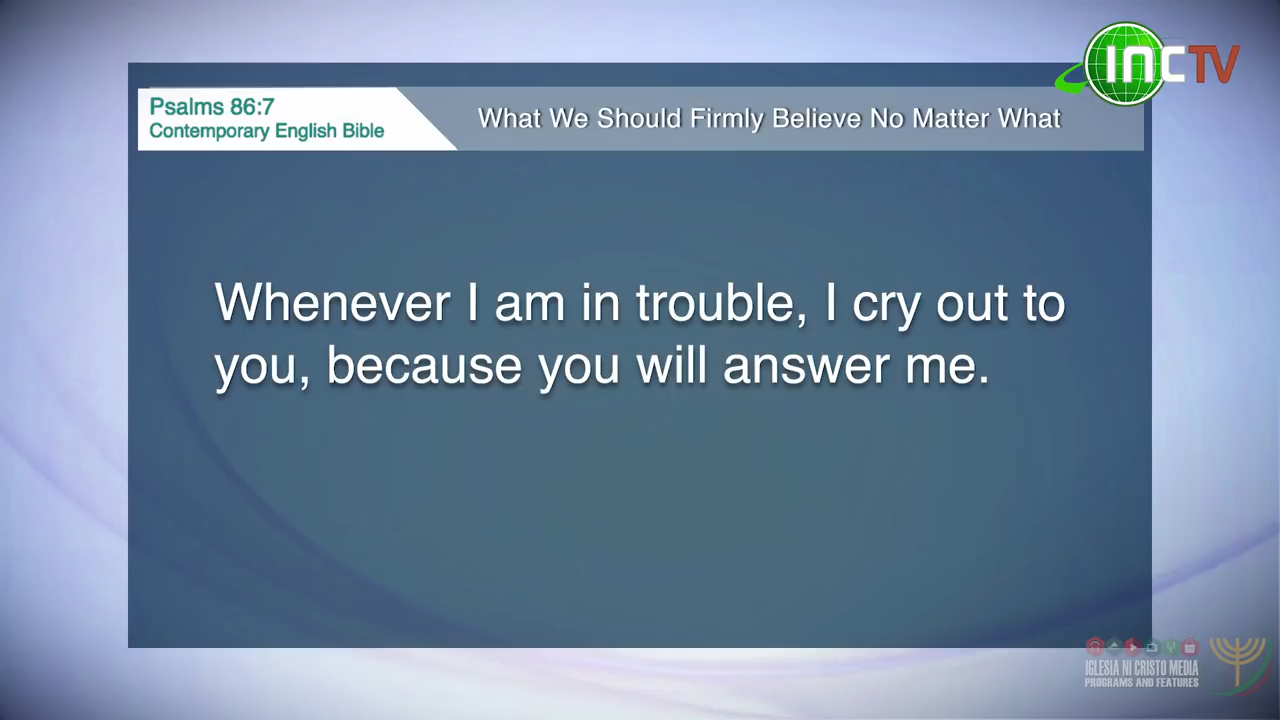 INCTV
Psalms 86:7
Contemporary English Bible
What We Should Firmly Believe No Matter What
Whenever I am in trouble, I cry out to
you, because you will answer me.
IGLESIA NI CRISTO MEDIA
PROGRAMS AND FEATURES